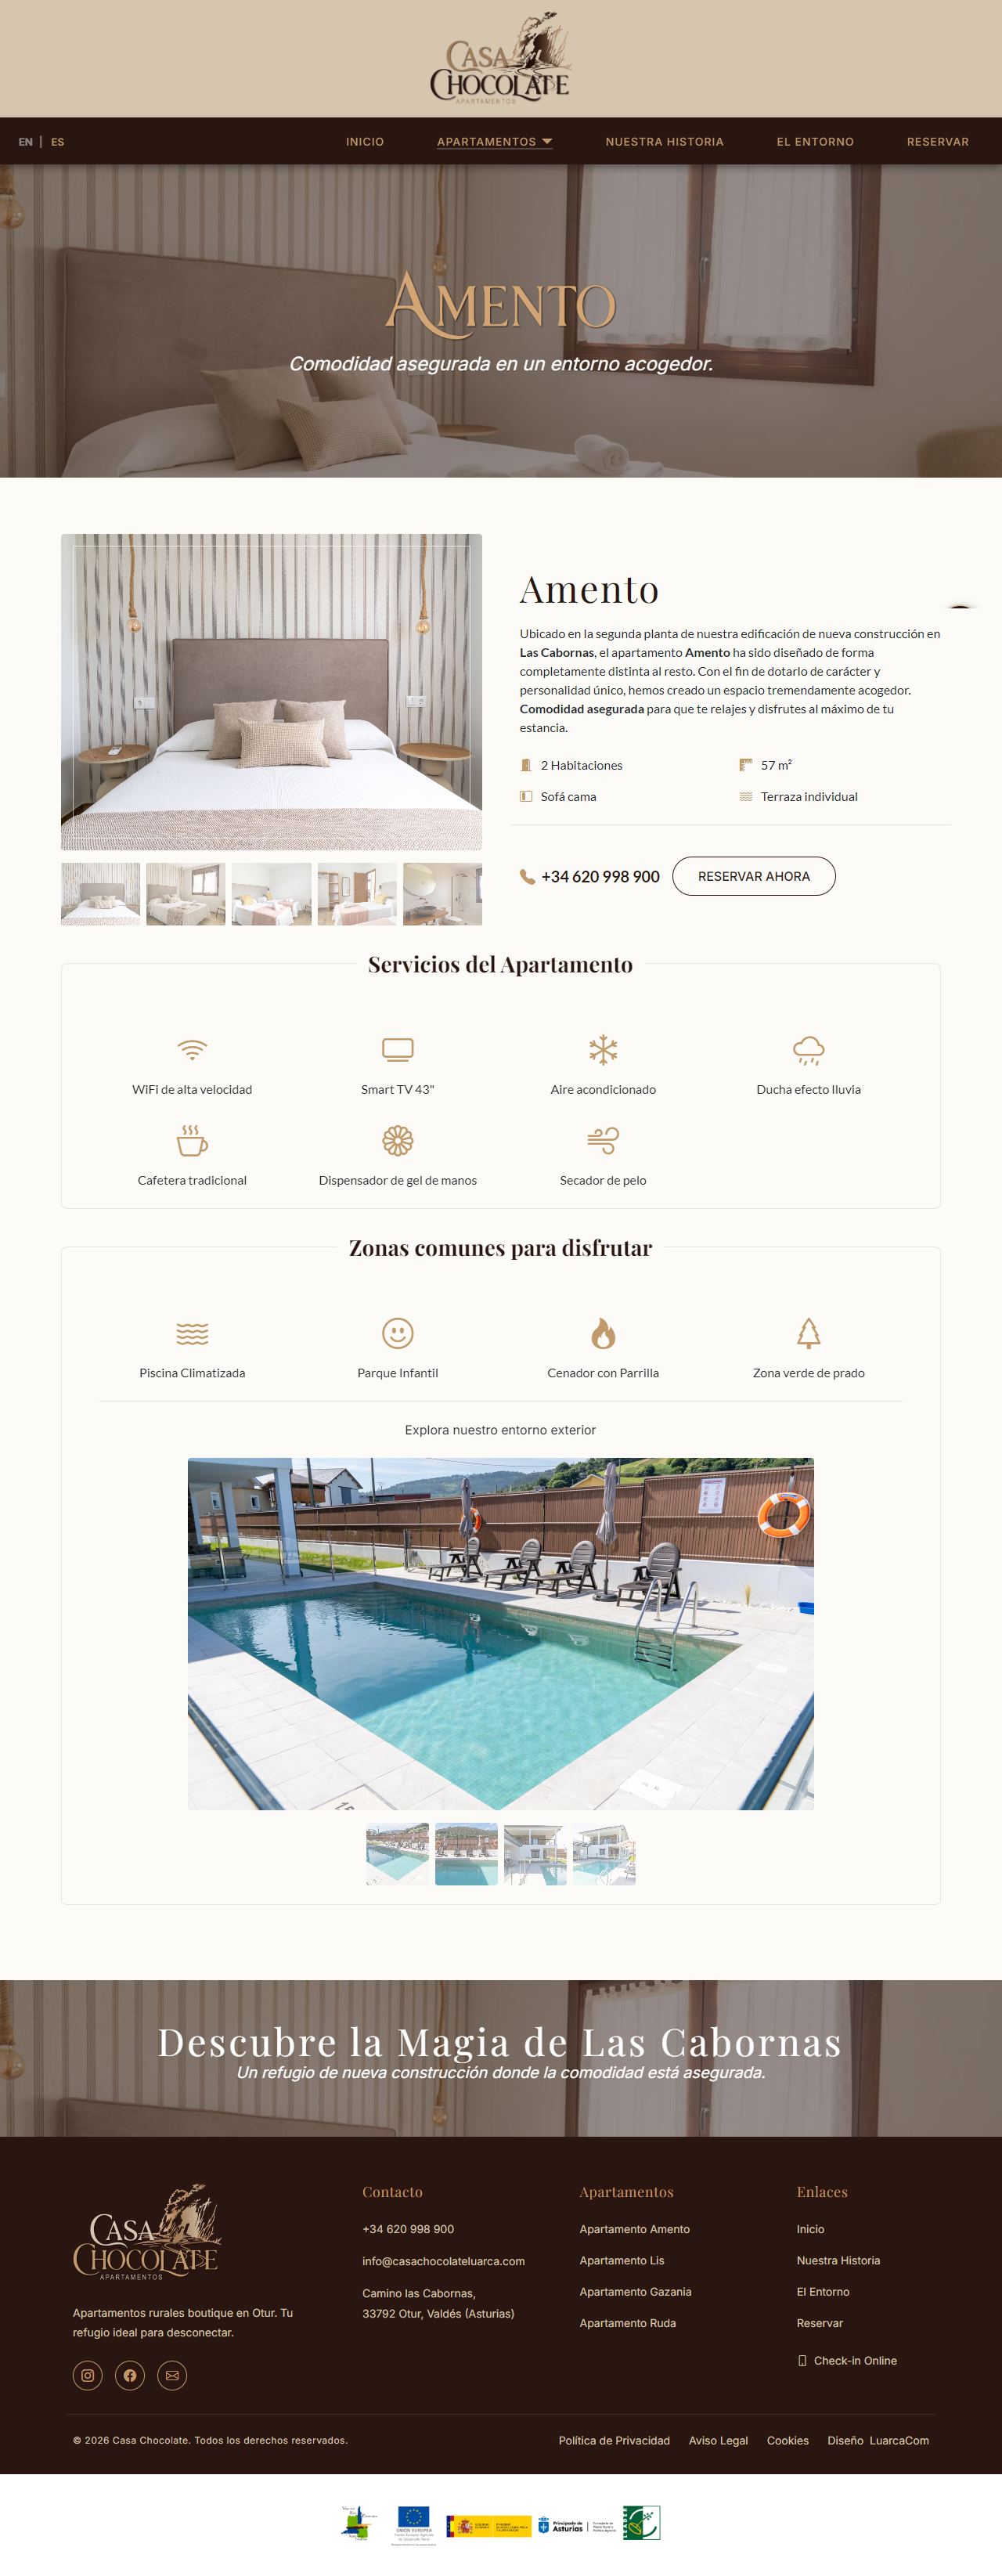 CASA
CHOCOLATE
APARTAMENTOS
EN | ES
INICIO
APARTAMENTOS
NUESTRA HISTORIA
EL ENTORNO
RESERVAR
AMENTO
Comodidad asegurada en un entorno acogedor.
Amento
Ubicado en la segunda planta de nuestra edificación de nueva construcción en
Las Cabornas, el apartamento Amento ha sido diseñado de forma
completamente distinta al resto. Con el fin de dotarlo de carácter y
personalidad único, hemos creado un espacio tremendamente acogedor.
Comodidad asegurada para que te relajes y disfrutes al máximo de tu
estancia.
2 Habitaciones
57 m²
Sofá cama
Terraza individual
+34 620 998 900
RESERVAR AHORA
Servicios del Apartamento
WiFi de alta velocidad
Smart TV 43"
Aire acondicionado
Ducha efecto lluvia
Cafetera tradicional
Dispensador de gel de manos
Secador de pelo
Zonas comunes para disfrutar
Piscina Climatizada
Parque Infantil
Cenador con Parrilla
Zona verde de prado
Explora nuestro entorno exterior
Descubre la Magia de Las Cabornas
Un refugio de nueva construcción donde la comodidad está asegurada.
CASA
CHOCOLATE
APARTAMENTOS
Apartamentos rurales boutique en Otur. Tu
refugio ideal para desconectar.
Contacto
+34 620 998 900
info@casachocolateluarca.com
Camino las Cabornas,
33792 Otur, Valdés (Asturias)
Apartamentos
Apartamento Amento
Apartamento Lis
Apartamento Gazania
Apartamento Ruda
Enlaces
Inicio
Nuestra Historia
El Entorno
Reservar
Check-in Online
© 2026 Casa Chocolate. Todos los derechos reservados.
Política de Privacidad
Aviso Legal
Cookies
Diseño LuarcaCom
UNIÓN EUROPEA
Principado de
Asturias